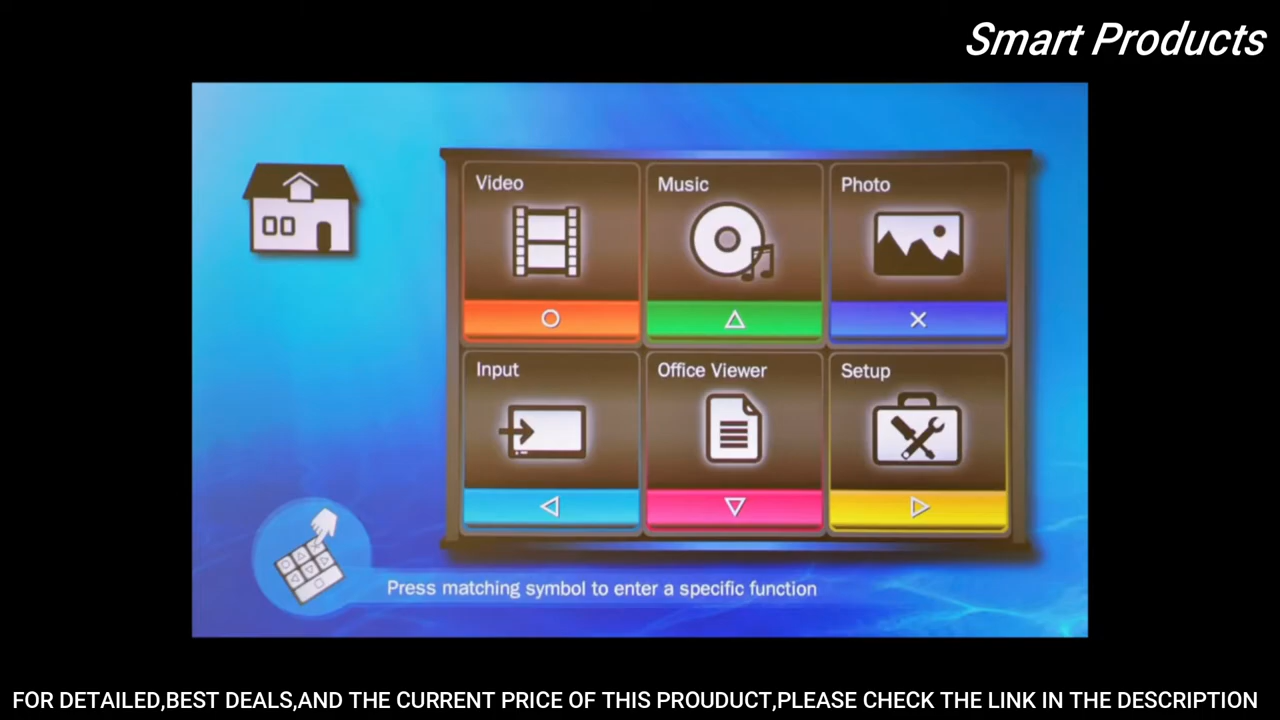 Smart Products
Video
Music
Photo
Input
Office Viewer
Setup
Press matching symbol to enter a specific function
FOR DETAILED,BEST DEALS,AND THE CURRENT PRICE OF THIS PROUDUCT,PLEASE CHECK THE LINK IN THE DESCRIPTION